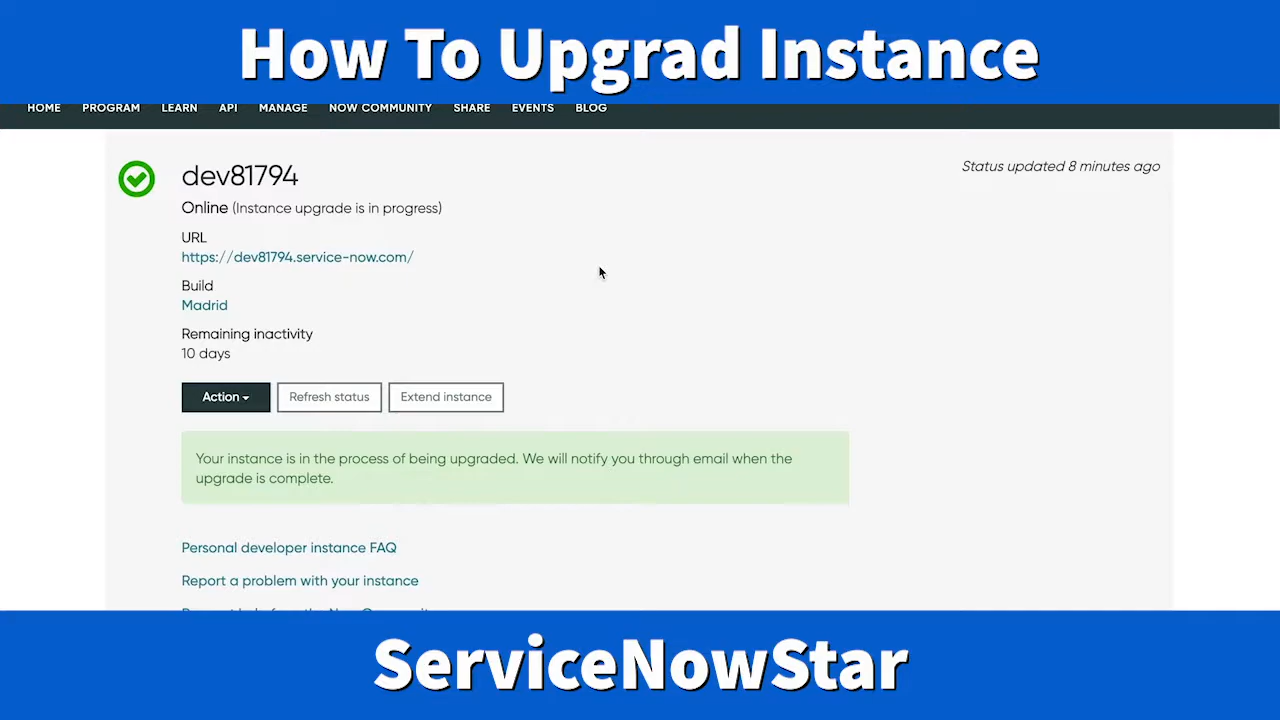 How To Upgrad Instance
HOME PROGRAM LEARN API MANAGE NOW COMMUNITY SHARE EVENTS BLOG
dev81794
Status updated 8 minutes ago
Online (Instance upgrade is in progress)
URL
https://dev81794.service-now.com/
Build
Madrid
Remaining inactivity
10 days
Action
Refresh status
Extend instance
Your instance is in the process of being upgraded. We will notify you through email when the
upgrade is complete.
Personal developer instance FAQ
Report a problem with your instance
ServiceNowStar